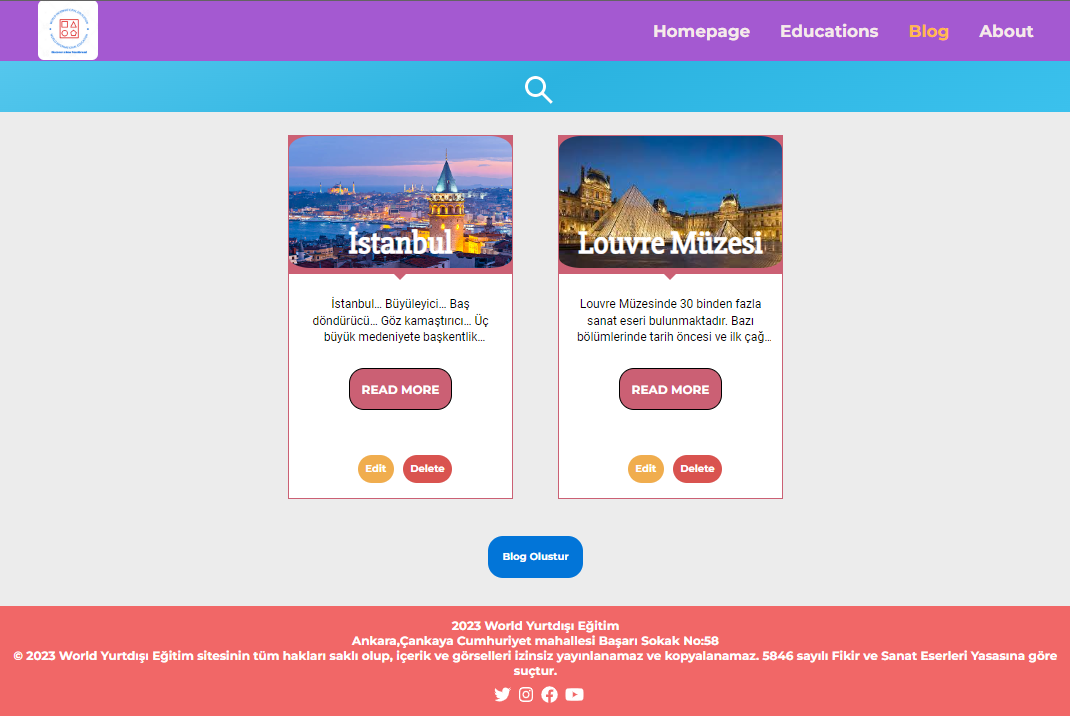 Homepage Educations Blog About
İstanbul
Louvre Müzesi
İstanbul... Büyüleyici... Baş
döndürücü... Göz kamaştırıcı... Üç
büyük medeniyete başkentlik...
Louvre Müzesinde 30 binden fazla
sanat eseri bulunmaktadır. Bazı
bölümlerinde tarih öncesi ve ilk çağ...
READ MORE
READ MORE
Edit Delete
Edit Delete
Blog Olustur
2023 World Yurtdışı Eğitim
Ankara,Çankaya Cumhuriyet mahallesi Başarı Sokak No:58
© 2023 World Yurtdışı Eğitim sitesinin tüm hakları saklı olup, içerik ve görselleri izinsiz yayınlanamaz ve kopyalanamaz. 5846 sayılı Fikir ve Sanat Eserleri Yasasına göre
suçtur.